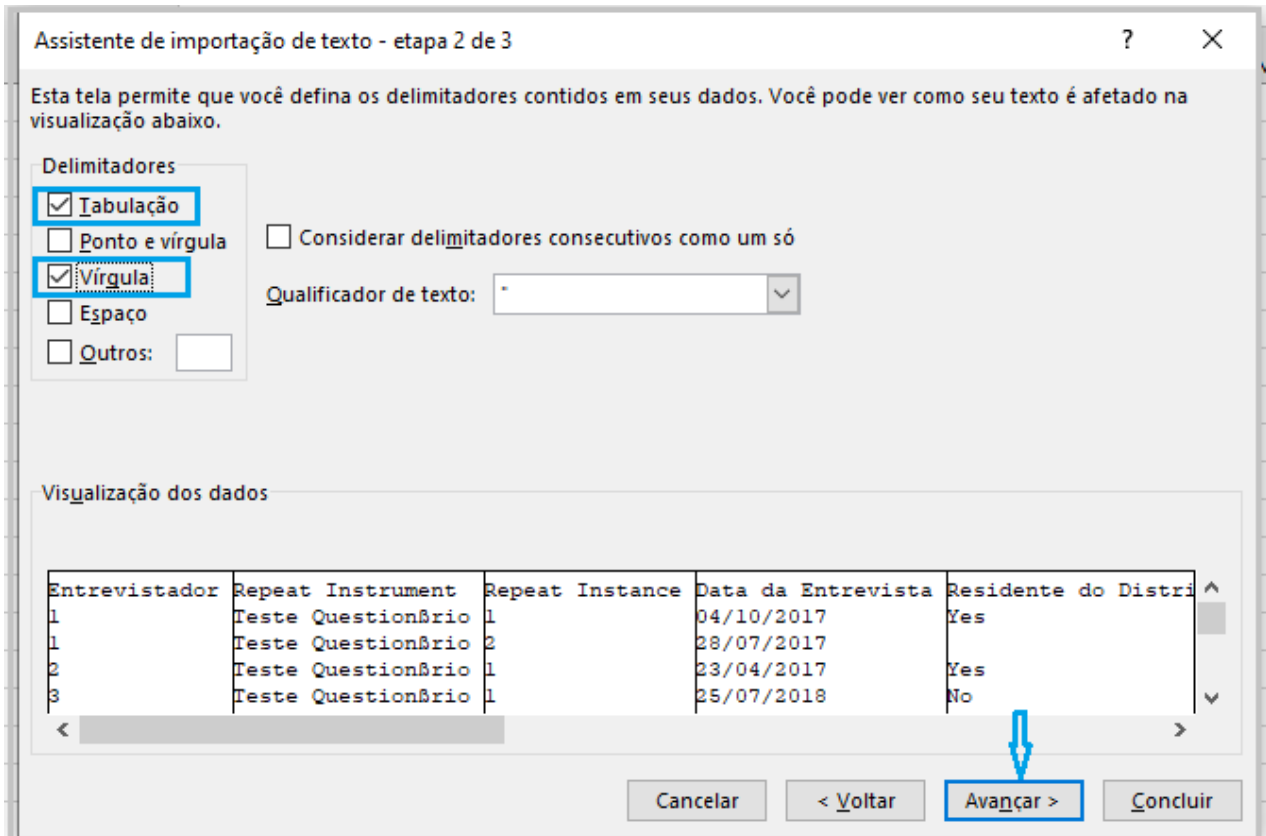 Assistente de importação de texto - etapa 2 de 3
?
Esta tela permite que você defina os delimitadores contidos em seus dados. Você pode ver como seu texto é afetado na
visualização abaixo.
Delimitadores
Tabulação
Ponto e vírgula
Vírgula
Espaço
Outros:
Considerar delimitadores consecutivos como um só
Qualificador de texto: "
Visualização dos dados
Entrevistador Repeat Instrument Repeat Instance Data da Entrevista Residente do Distri
1 Teste Questionßrio 1 04/10/2017 Yes
1 Teste Questionßrio 2 28/07/2017
2 Teste Questionßrio 1 23/04/2017 Yes
3 Teste Questionßrio 1 25/07/2018 No
Cancelar < Voltar Avançar > Concluir